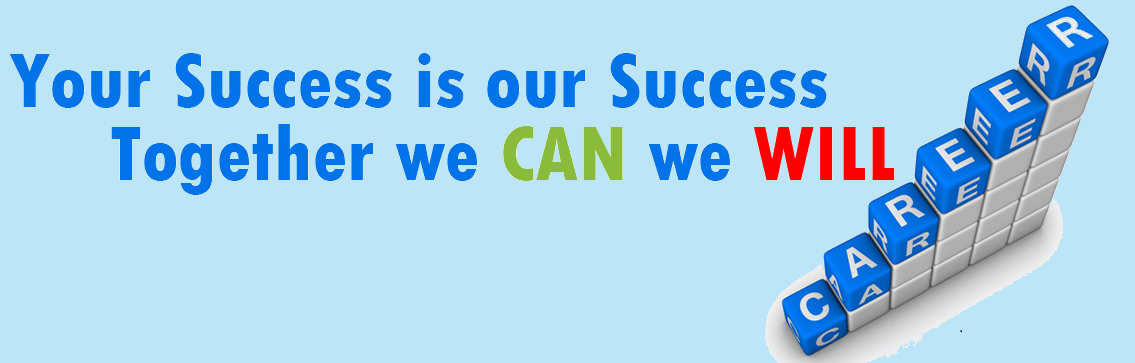 Your Success is our Success
Together we CAN we WILL
CAREER